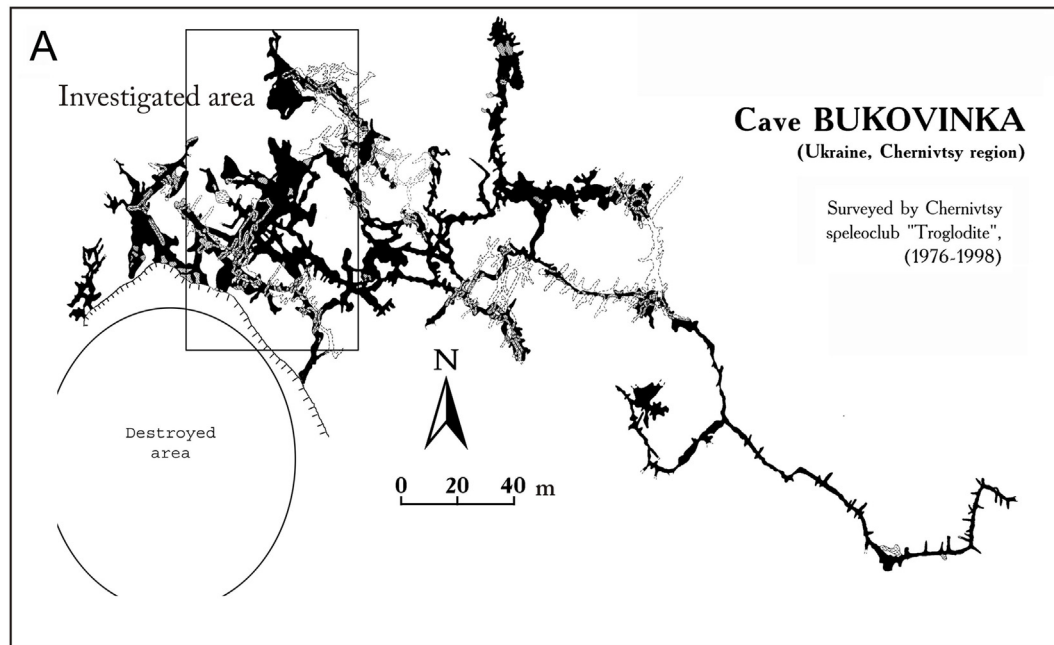 A
Investigated area
Cave BUKOVINKA
(Ukraine, Chernivtsy region)
Surveyed by Chernivtsy
speleoclub "Troglodite",
(1976-1998)
N
Destroyed
area
0 20 40 m